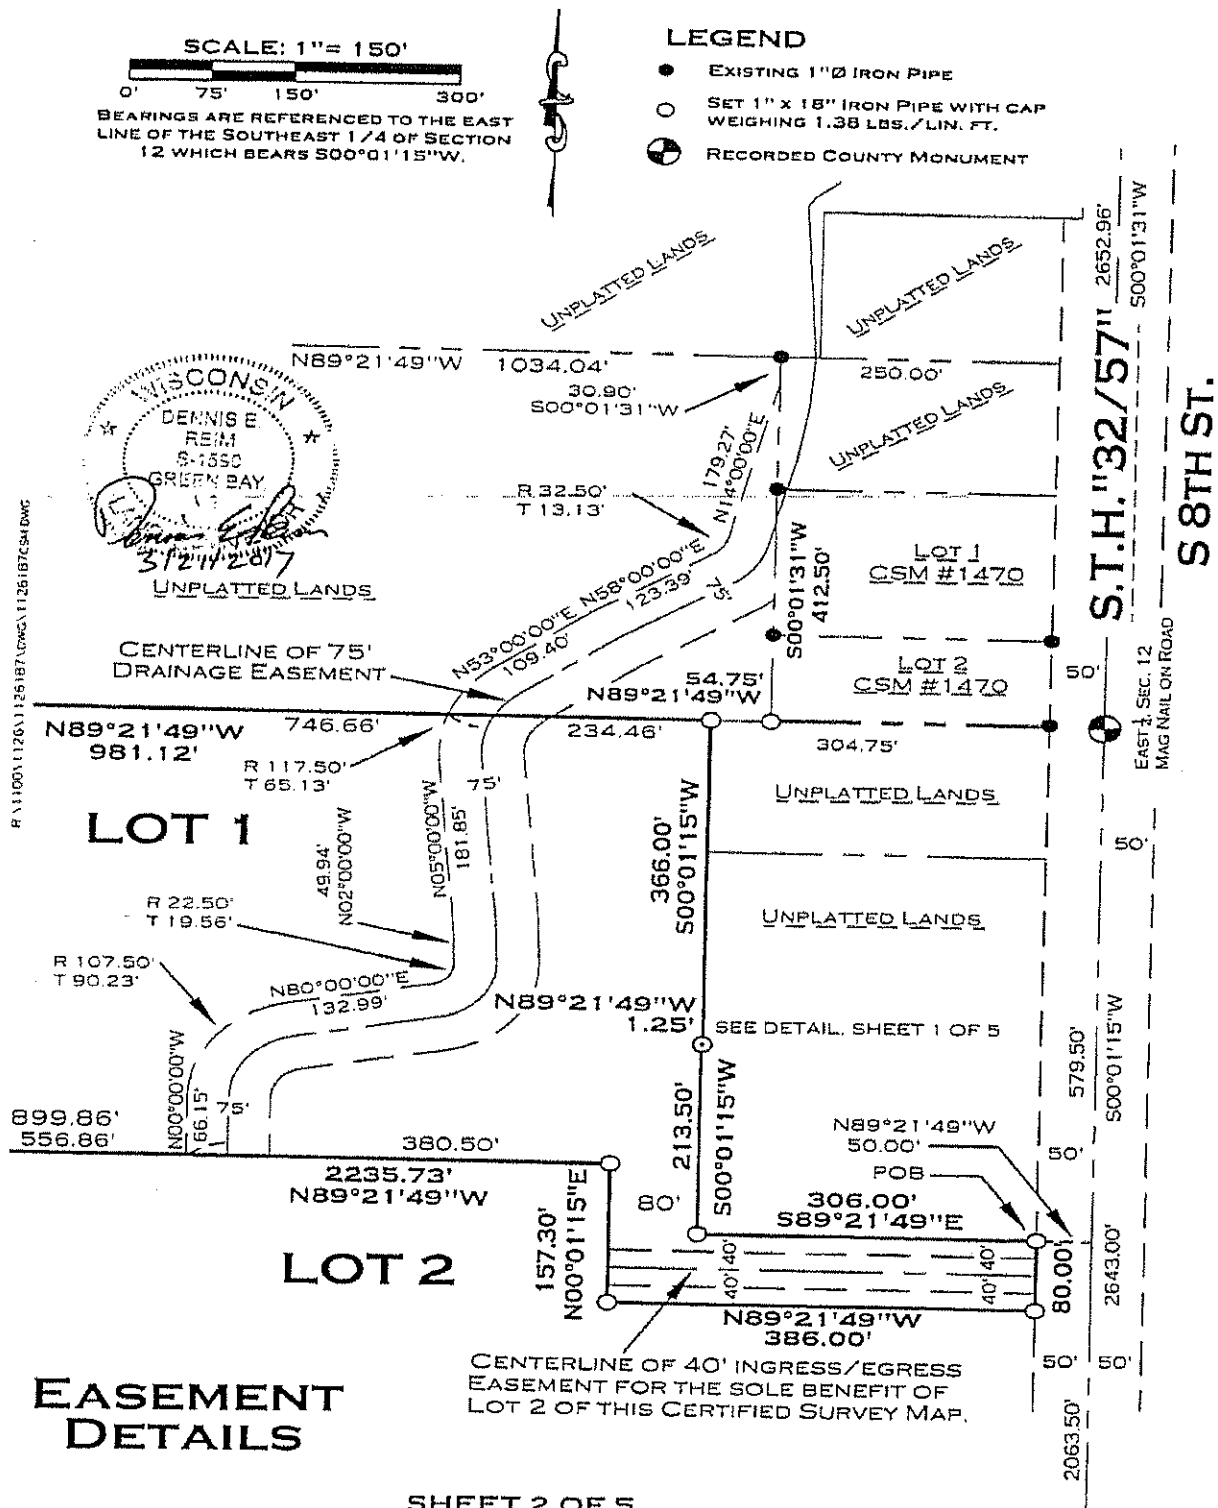 SCALE: 1"= 150'
0' 75' 150' 300'
BEARINGS ARE REFERENCED TO THE EAST
LINE OF THE SOUTHEAST 1/4 OF SECTION
12 WHICH BEARS S00°01'15"W.
LEGEND
EXISTING 1"Ø IRON PIPE
SET 1" X 18" IRON PIPE WITH CAP
WEIGHING 1.38 LBS./LIN. FT.
RECORDED COUNTY MONUMENT
UNPLATTED LANDS
UNPLATTED LANDS
2652.96'
S00°01'31"W
S.T.H. "32/57"
S 8TH ST.
N89°21'49"W 1034.04'
30.90'
S00°01'31"W
250.00'
UNPLATTED LANDS
WISCONSIN
DENNIS E.
REIM
S-1590
GREEN BAY
3/24/2017
UNPLATTED LANDS
179.27'
N14°00'00"E
R 32.50'
T 13.13'
S00°01'31"W
412.50'
LOT 1
CSM #1470
N58°00'00"E
123.39'
75'
N53°00'00"E
109.40'
CENTERLINE OF 75'
DRAINAGE EASEMENT
LOT 2
CSM #1470
50'
54.75'
N89°21'49"W
N89°21'49"W
981.12'
746.66'
234.46'
304.75'
EAST 1/4 SEC. 12
MAG NAIL ON ROAD
R 117.50'
T 65.13'
75'
UNPLATTED LANDS
LOT 1
366.00'
S00°01'15"W
50'
49.94'
N02°00'00"W
N05°00'00"W
181.85'
R 22.50'
T 19.56'
UNPLATTED LANDS
R 107.50'
T 90.23'
N80°00'00"E
132.99'
N89°21'49"W
1.25'
SEE DETAIL, SHEET 1 OF 5
579.50'
S00°01'15"W
N00°00'00"W
66.15'
75'
213.50'
S00°01'15"W
N89°21'49"W
50.00'
50'
POB
899.86'
556.86'
380.50'
2235.73'
N89°21'49"W
80'
306.00'
S89°21'49"E
157.30'
N00°01'15"E
LOT 2
40' 40'
40' 40'
80.00'
2643.00'
N89°21'49"W
386.00'
50' 50'
CENTERLINE OF 40' INGRESS/EGRESS
EASEMENT FOR THE SOLE BENEFIT OF
LOT 2 OF THIS CERTIFIED SURVEY MAP.
2063.50'
EASEMENT
DETAILS
SHEET 2 OF 5